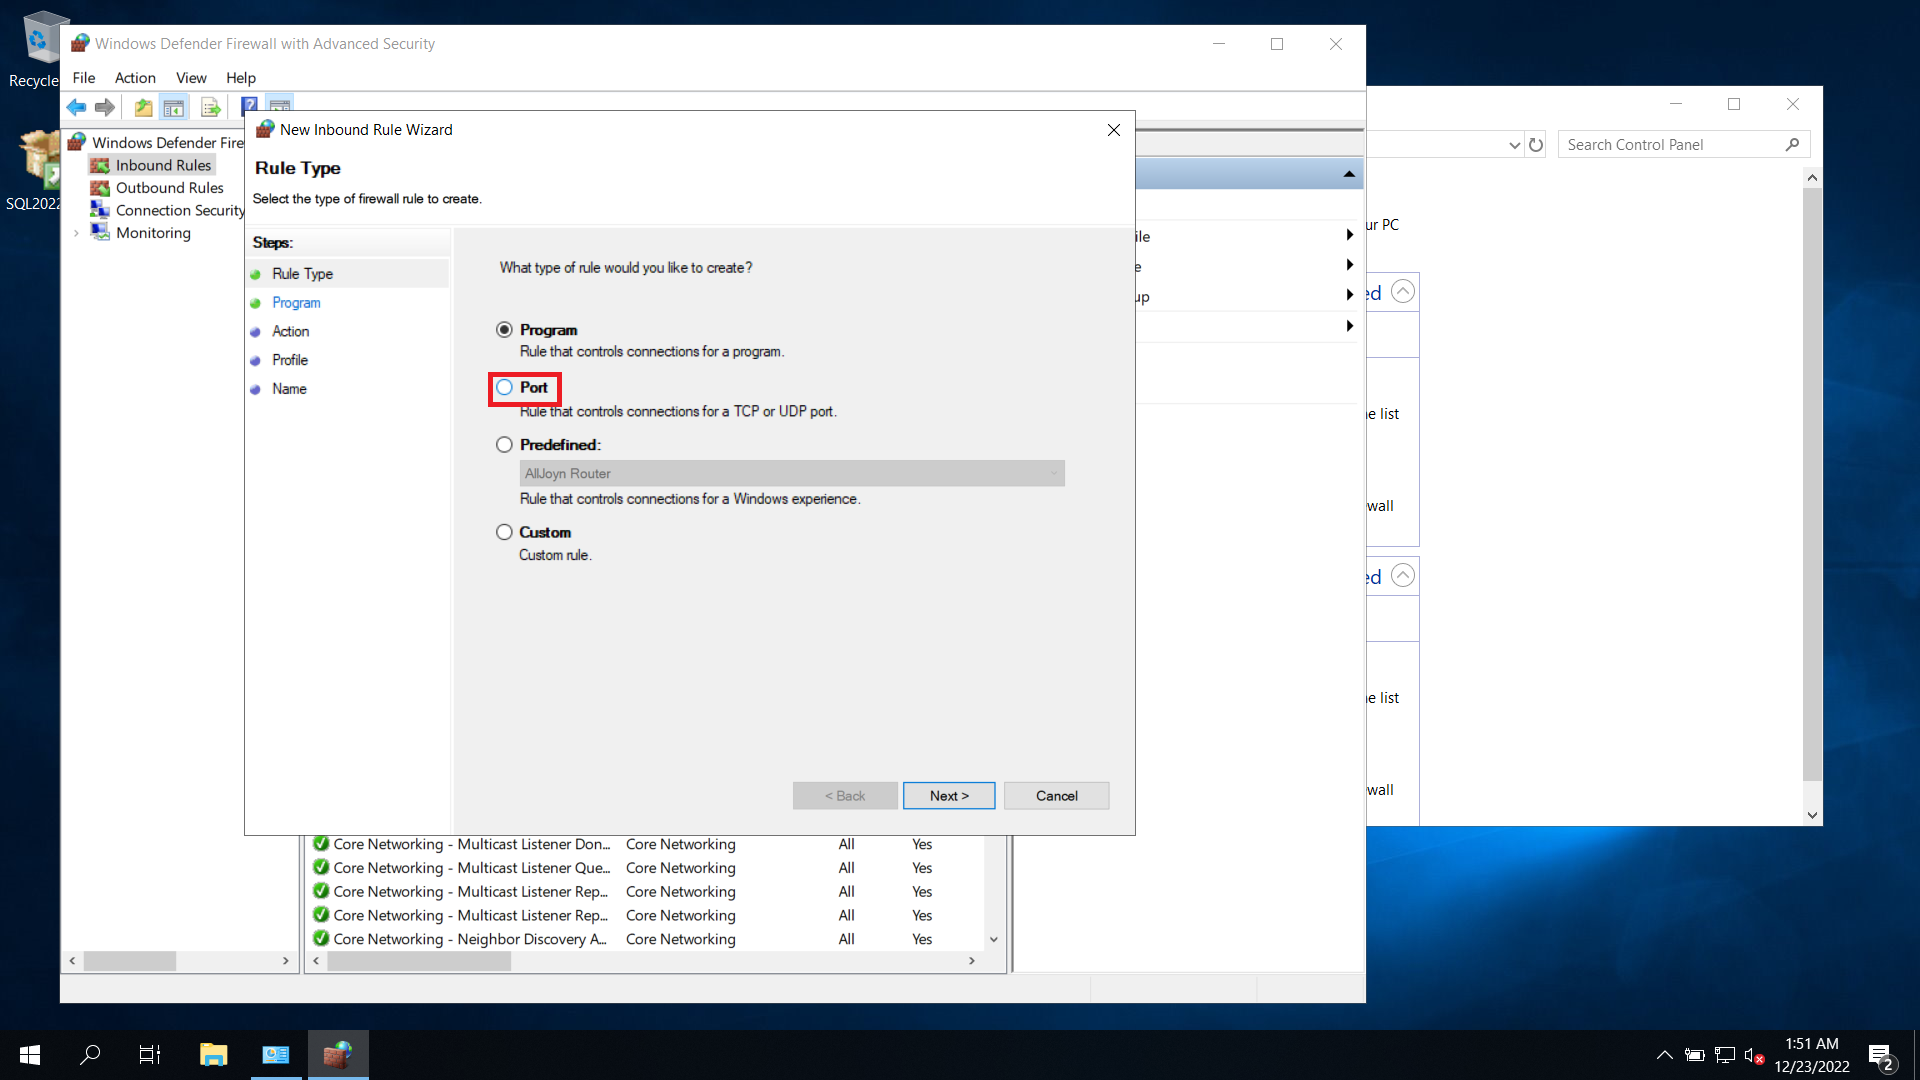 Recycle
SQL2022
Windows Defender Firewall with Advanced Security
File Action View Help
Windows Defender Fire
Inbound Rules
Outbound Rules
Connection Security
Monitoring
New Inbound Rule Wizard
Rule Type
Select the type of firewall rule to create.
Steps:
Rule Type
Program
Action
Profile
Name
What type of rule would you like to create?
Program
Rule that controls connections for a program.
Port
Rule that controls connections for a TCP or UDP port.
Predefined:
AllJoyn Router
Rule that controls connections for a Windows experience.
Custom
Custom rule.
< Back Next > Cancel
ile
e
up
Core Networking - Multicast Listener Don... Core Networking All Yes
Core Networking - Multicast Listener Que... Core Networking All Yes
Core Networking - Multicast Listener Rep... Core Networking All Yes
Core Networking - Multicast Listener Rep... Core Networking All Yes
Core Networking - Neighbor Discovery A... Core Networking All Yes
Search Control Panel
ur PC
ed
e list
wall
ed
e list
wall
1:51 AM
12/23/2022
2